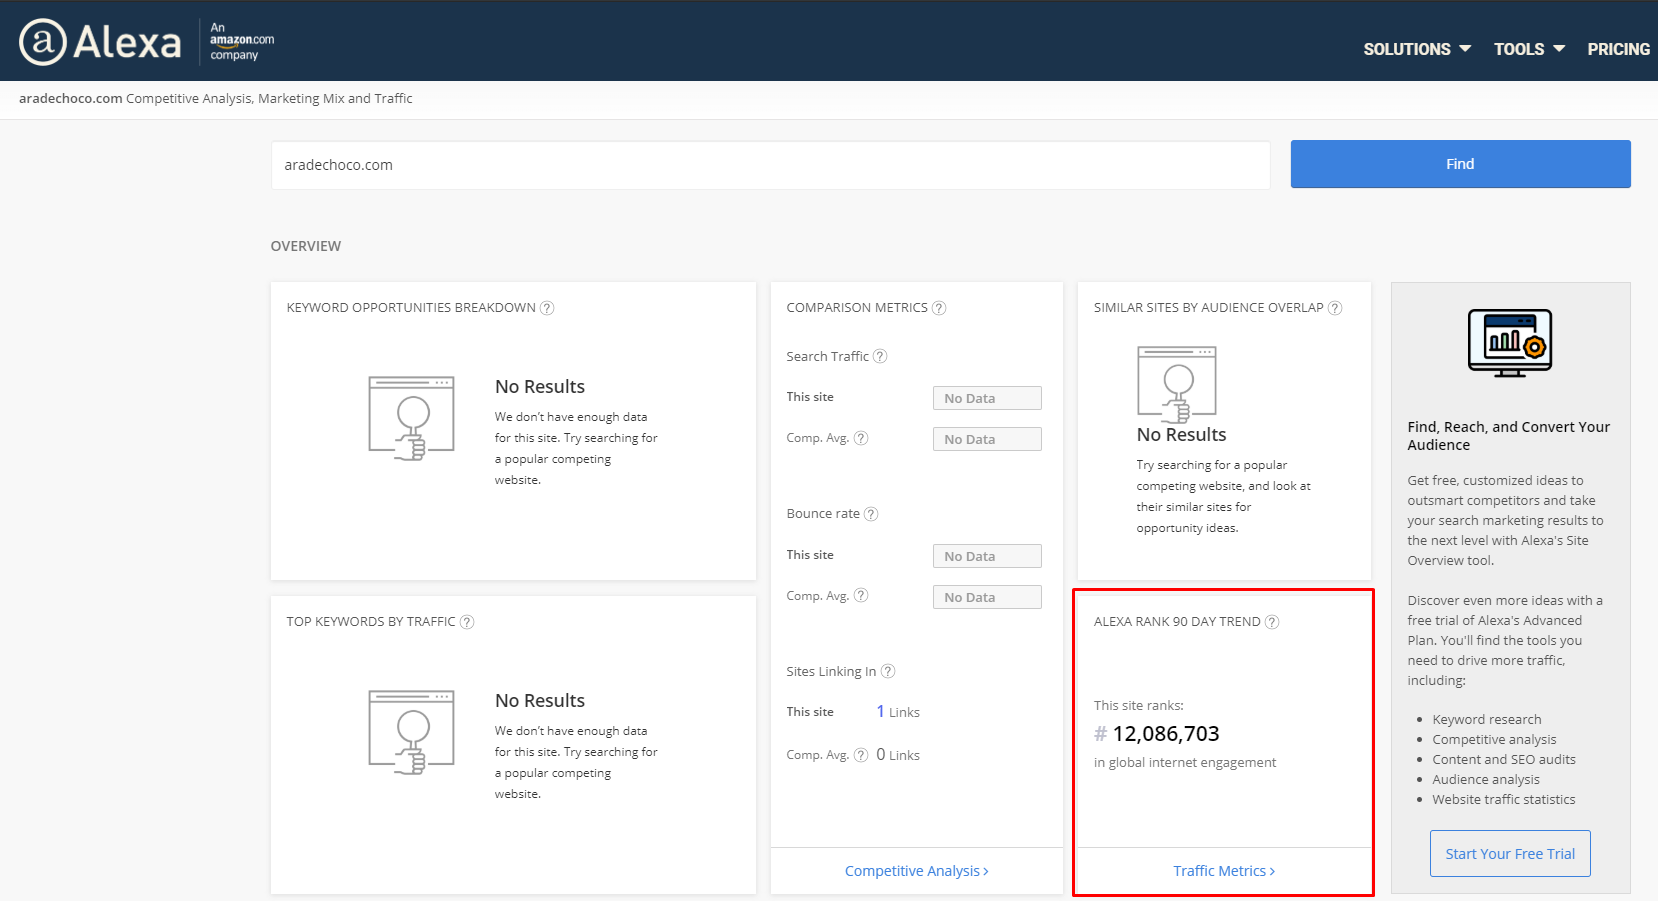 Alexa
An
amazon.com
company
SOLUTIONS
TOOLS
PRICING
aradechoco.com Competitive Analysis, Marketing Mix and Traffic
aradechoco.com
Find
OVERVIEW
KEYWORD OPPORTUNITIES BREAKDOWN ?
No Results
We don't have enough data
for this site. Try searching for
a popular competing
website.
TOP KEYWORDS BY TRAFFIC ?
No Results
We don't have enough data
for this site. Try searching for
a popular competing
website.
COMPARISON METRICS ?
Search Traffic ?
This site No Data
Comp. Avg. ? No Data
Bounce rate ?
This site No Data
Comp. Avg. ? No Data
Sites Linking In ?
This site 1 Links
Comp. Avg. ? 0 Links
Competitive Analysis >
SIMILAR SITES BY AUDIENCE OVERLAP ?
No Results
Try searching for a popular
competing website, and look at
their similar sites for
opportunity ideas.
ALEXA RANK 90 DAY TREND ?
This site ranks:
# 12,086,703
in global internet engagement
Traffic Metrics >
Find, Reach, and Convert Your
Audience
Get free, customized ideas to
outsmart competitors and take
your search marketing results to
the next level with Alexa's Site
Overview tool.
Discover even more ideas with a
free trial of Alexa's Advanced
Plan. You'll find the tools you
need to drive more traffic,
including:
• Keyword research
• Competitive analysis
• Content and SEO audits
• Audience analysis
• Website traffic statistics
Start Your Free Trial